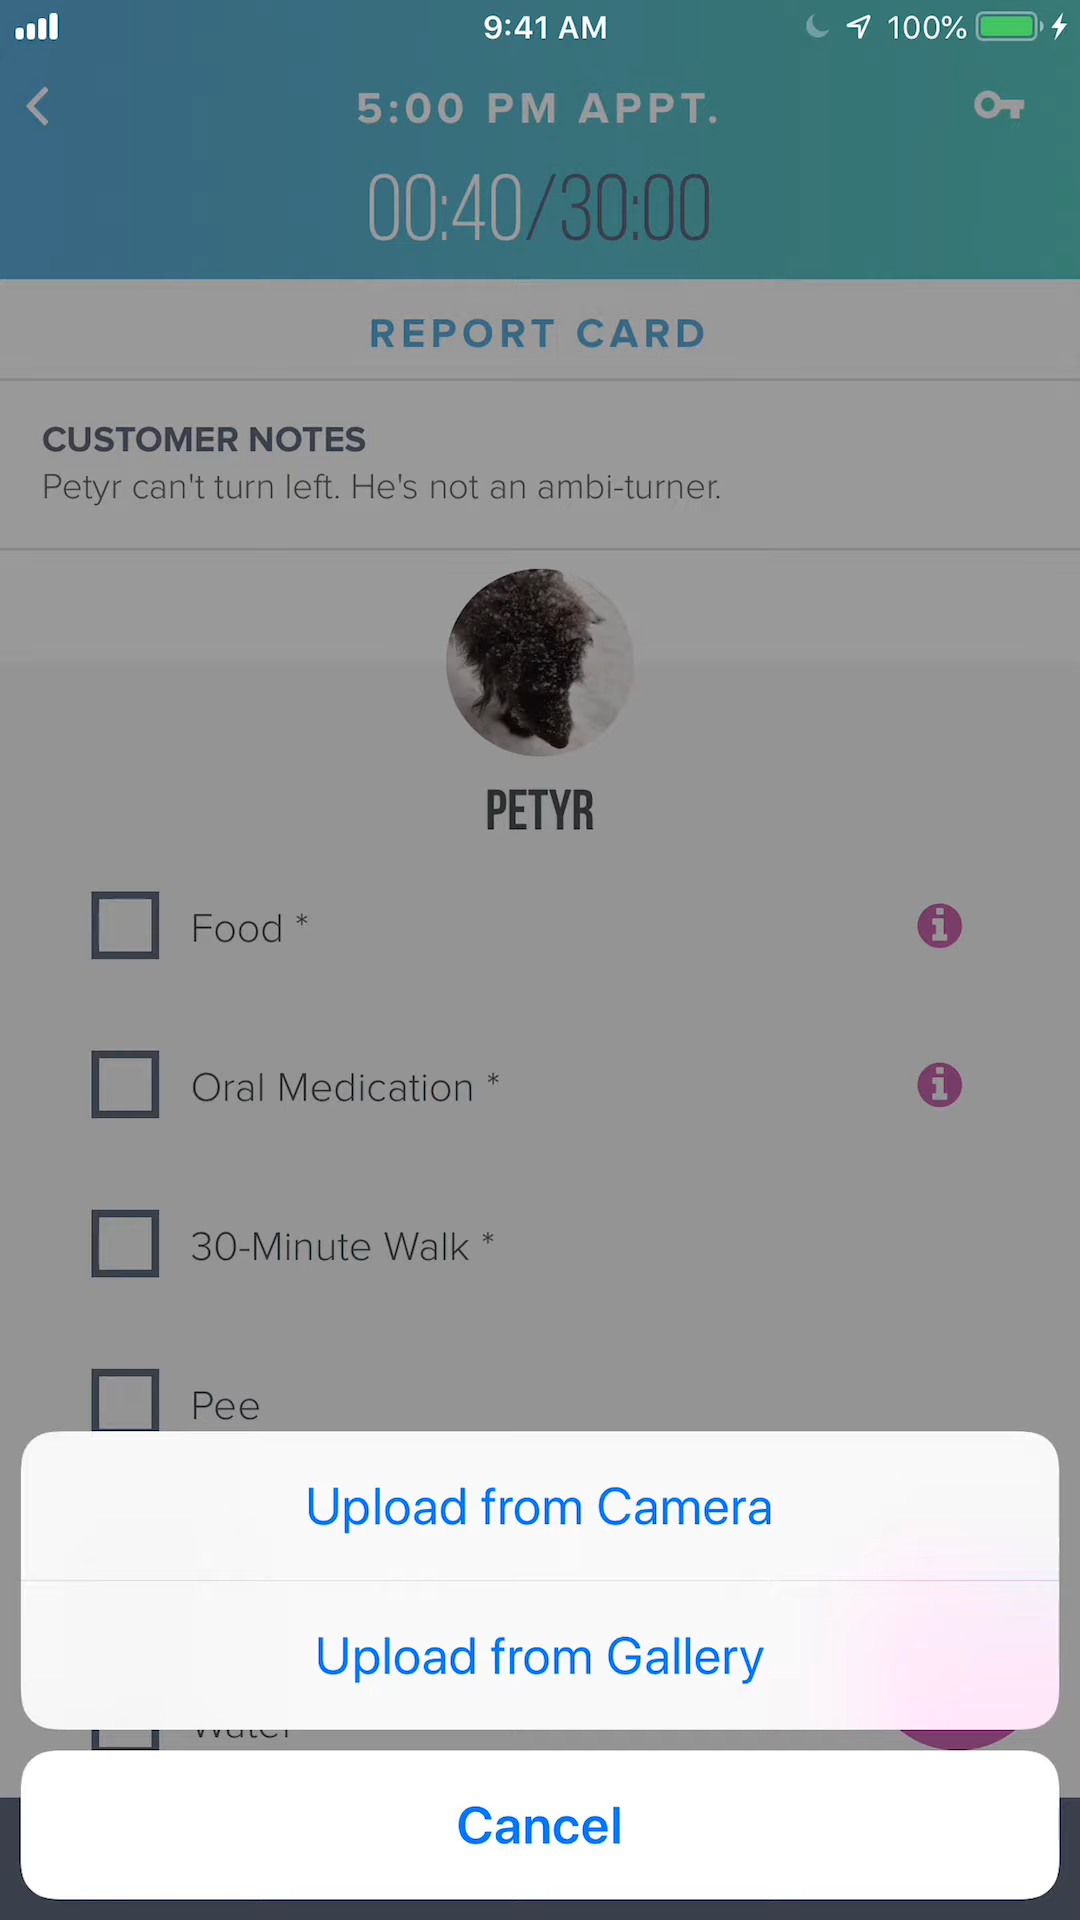 9:41 AM
100%
5:00 PM APPT.
00:40/30:00
REPORT CARD
CUSTOMER NOTES
Petyr can't turn left. He's not an ambi-turner.
PETYR
Food *
Oral Medication *
30-Minute Walk *
Pee
Upload from Camera
Upload from Gallery
Water
Cancel